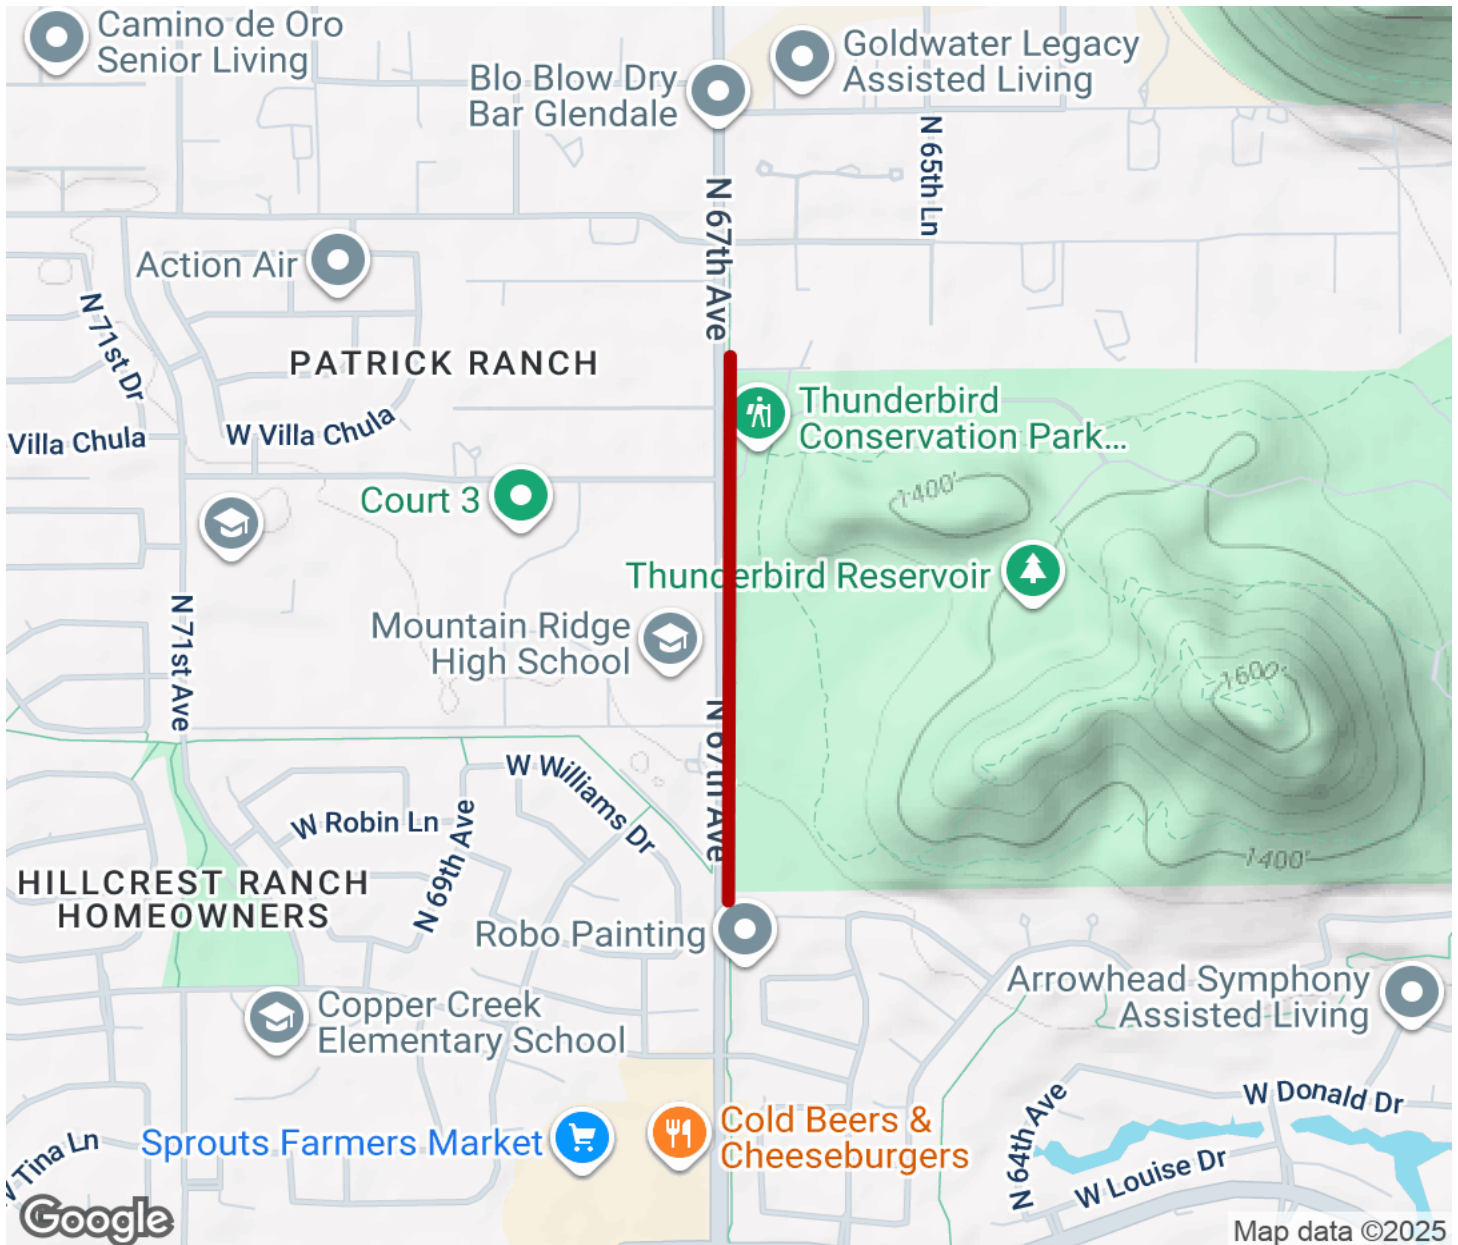 Camino de Oro
Senior Living
Goldwater Legacy
Assisted Living
Blo Blow Dry
Bar Glendale
N 65th Ln
N 67th Ave
Action Air
N 71st Dr
PATRICK RANCH
Thunderbird
Conservation Park...
Villa Chula
W Villa Chula
Court 3
1400'
Thunderbird Reservoir
N 71st Ave
Mountain Ridge
High School
1600'
N 67th Ave
W Williams Dr
W Robin Ln
N 69th Ave
1400'
HILLCREST RANCH
HOMEOWNERS
Robo Painting
Arrowhead Symphony
Assisted Living
Copper Creek
Elementary School
W Donald Dr
N 64th Ave
Cold Beers &
Cheeseburgers
Sprouts Farmers Market
W Tina Ln
W Louise Dr
Google
Map data ©2025